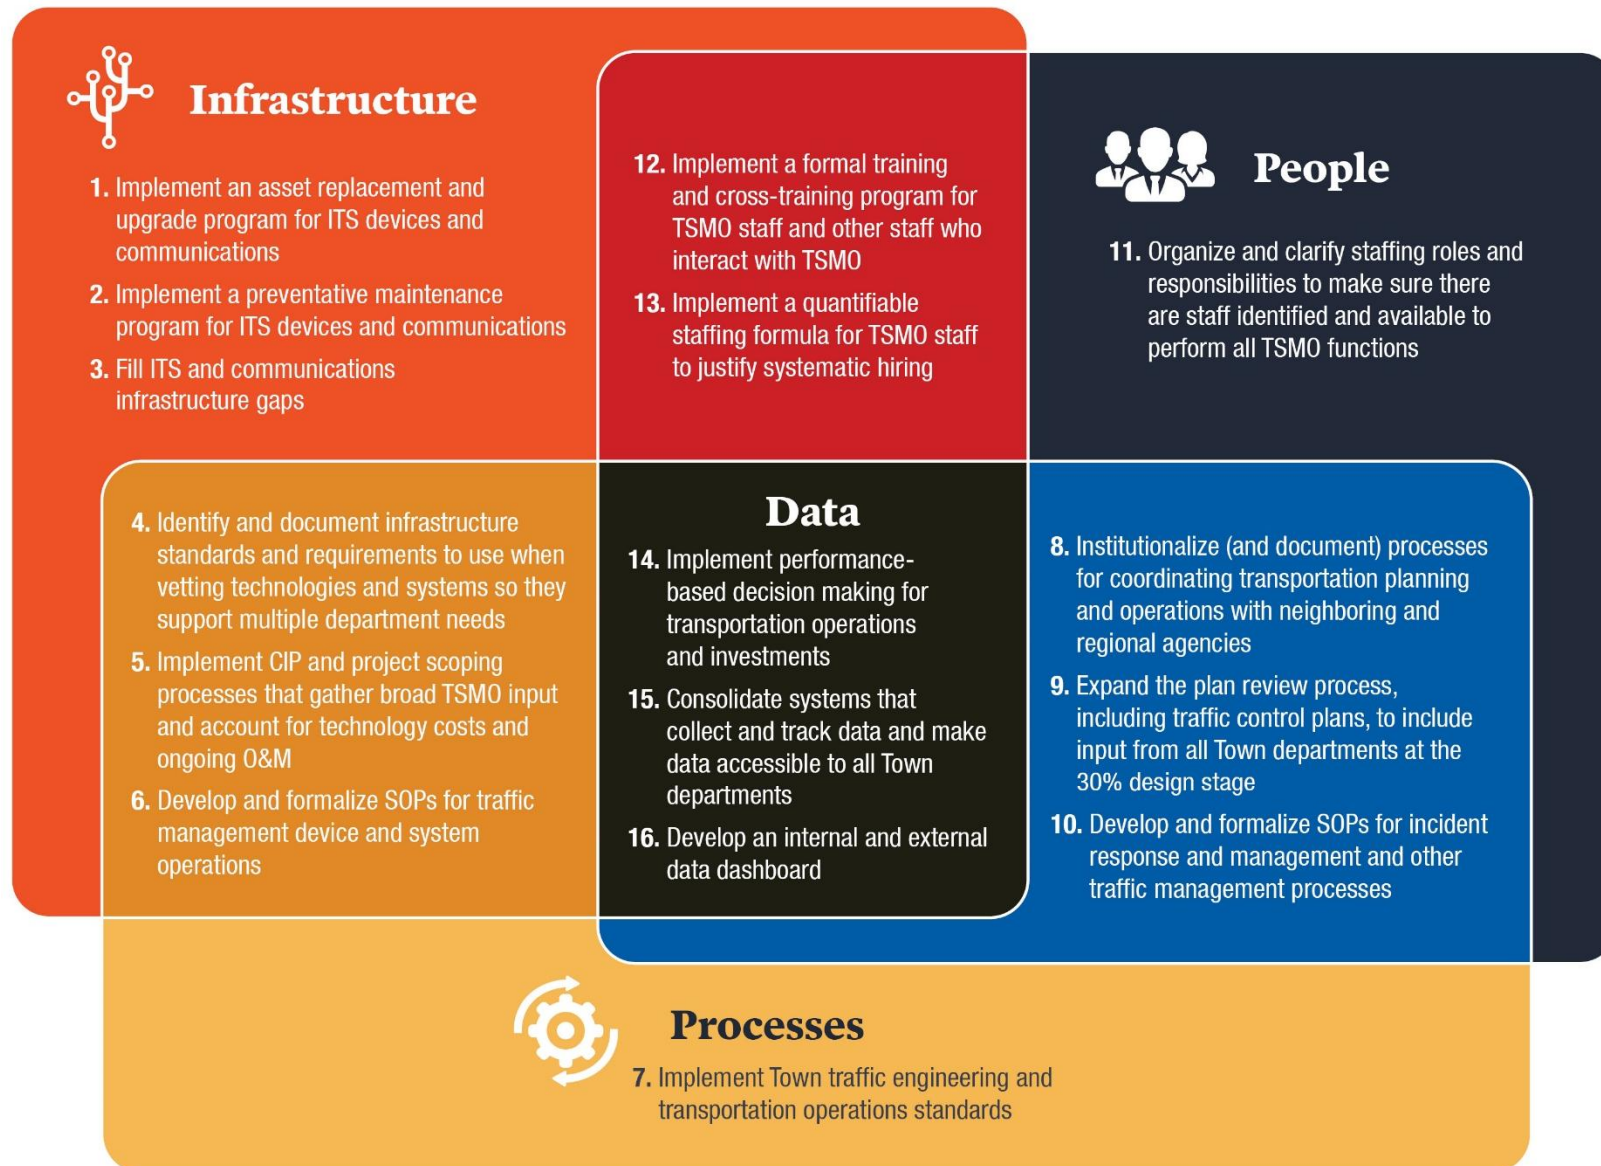 Infrastructure
1. Implement an asset replacement and
upgrade program for ITS devices and
communications
2. Implement a preventative maintenance
program for ITS devices and communications
3. Fill ITS and communications
infrastructure gaps
12. Implement a formal training
and cross-training program for
TSMO staff and other staff who
interact with TSMO
13. Implement a quantifiable
staffing formula for TSMO staff
to justify systematic hiring
People
11. Organize and clarify staffing roles and
responsibilities to make sure there
are staff identified and available to
perform all TSMO functions
4. Identify and document infrastructure
standards and requirements to use when
vetting technologies and systems so they
support multiple department needs
5. Implement CIP and project scoping
processes that gather broad TSMO input
and account for technology costs and
ongoing O&M
6. Develop and formalize SOPs for traffic
management device and system
operations
Data
14. Implement performance-
based decision making for
transportation operations
and investments
15. Consolidate systems that
collect and track data and make
data accessible to all Town
departments
16. Develop an internal and external
data dashboard
8. Institutionalize (and document) processes
for coordinating transportation planning
and operations with neighboring and
regional agencies
9. Expand the plan review process,
including traffic control plans, to include
input from all Town departments at the
30% design stage
10. Develop and formalize SOPs for incident
response and management and other
traffic management processes
Processes
7. Implement Town traffic engineering and
transportation operations standards